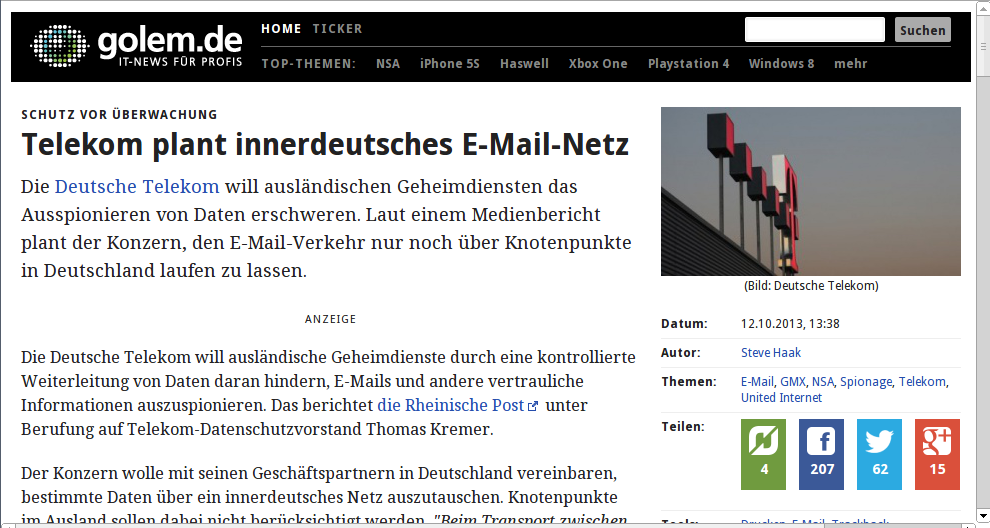 golem.de
IT-NEWS FÜR PROFIS
HOME TICKER
Suchen
TOP-THEMEN: NSA iPhone 5S Haswell Xbox One Playstation 4 Windows 8 mehr
SCHUTZ VOR ÜBERWACHUNG
Telekom plant innerdeutsches E-Mail-Netz
Die Deutsche Telekom will ausländischen Geheimdiensten das
Ausspionieren von Daten erschweren. Laut einem Medienbericht
plant der Konzern, den E-Mail-Verkehr nur noch über Knotenpunkte
in Deutschland laufen zu lassen.
ANZEIGE
Die Deutsche Telekom will ausländische Geheimdienste durch eine kontrollierte
Weiterleitung von Daten daran hindern, E-Mails und andere vertrauliche
Informationen auszuspionieren. Das berichtet die Rheinische Post unter
Berufung auf Telekom-Datenschutzvorstand Thomas Kremer.
Der Konzern wolle mit seinen Geschäftspartnern in Deutschland vereinbaren,
bestimmte Daten über ein innerdeutsches Netz auszutauschen. Knotenpunkte
im Ausland sollen dabei nicht berücksichtigt werden. "Beim Transport zwischen
(Bild: Deutsche Telekom)
Datum: 12.10.2013, 13:38
Autor: Steve Haak
Themen: E-Mail, GMX, NSA, Spionage, Telekom,
United Internet
Teilen:
4 207 62 15
Tools: Drucken, E-Mail, Trackback